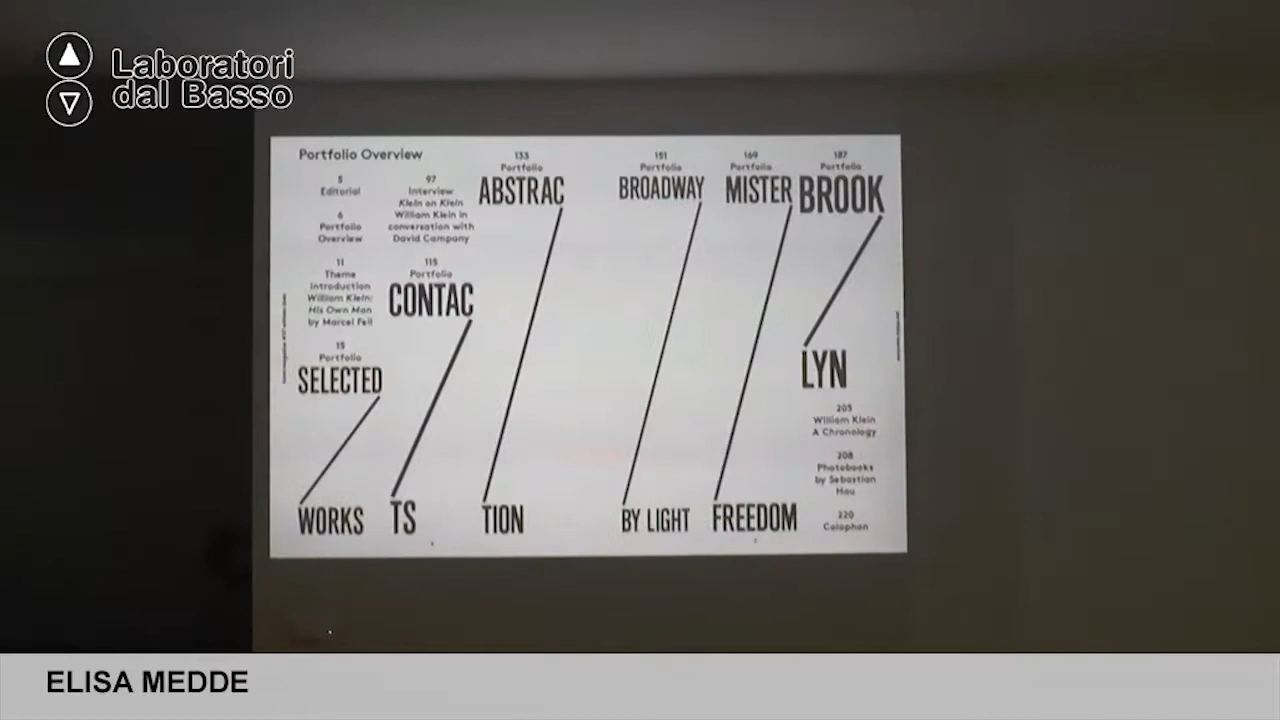 Laboratori
dal Basso
Portfolio Overview
5
Editorial
6
Portfolio
Overview
11
Theme
Introduction
William Klein:
His Own Man
by Marcel Feil
15
Portfolio
SELECTED
WORKS
97
Interview
Klein on Klein
William Klein in
conversation with
David Campany
115
Portfolio
CONTAC
TS
133
Portfolio
ABSTRAC
TION
151
Portfolio
BROADWAY
BY LIGHT
169
Portfolio
MISTER
FREEDOM
187
Portfolio
BROOK
LYN
205
William Klein
A Chronology
208
Photobooks
by Sebastian
Hau
220
Colophon
ELISA MEDDE